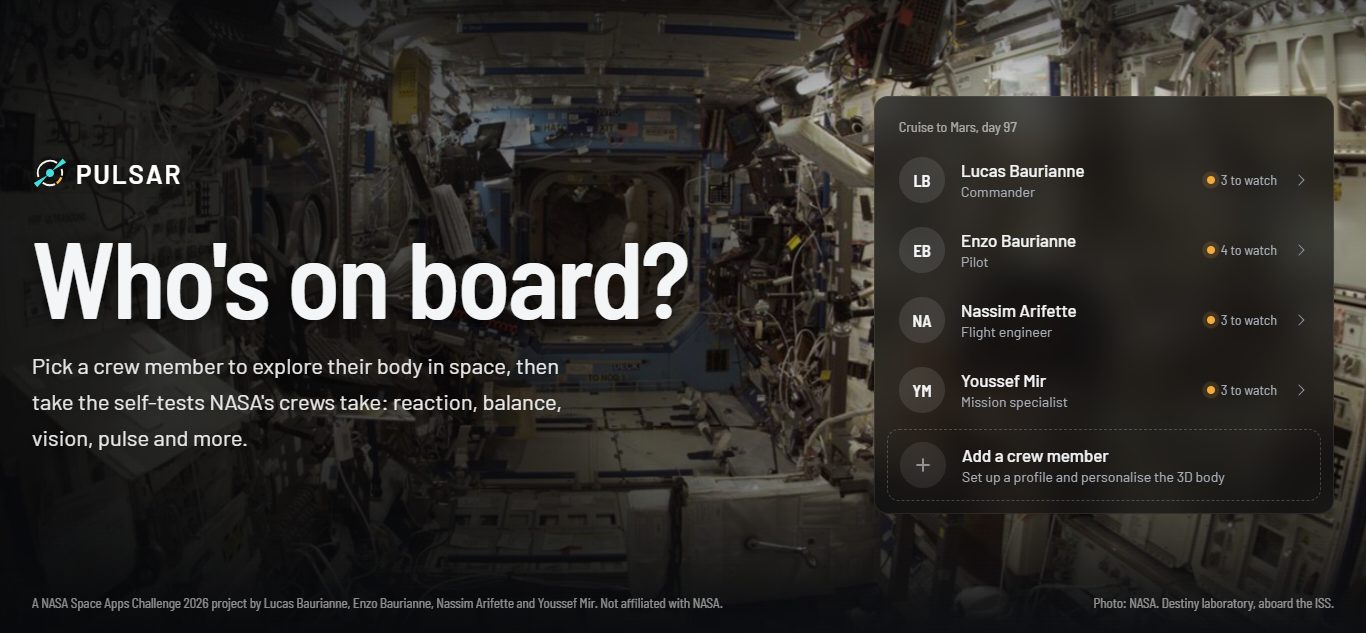 PULSAR
Who's on board?
Pick a crew member to explore their body in space, then
take the self-tests NASA's crews take: reaction, balance,
vision, pulse and more.
Cruise to Mars, day 97
LB
Lucas Baurianne
Commander
3 to watch
EB
Enzo Baurianne
Pilot
4 to watch
NA
Nassim Arifette
Flight engineer
3 to watch
YM
Youssef Mir
Mission specialist
3 to watch
Add a crew member
Set up a profile and personalise the 3D body
A NASA Space Apps Challenge 2026 project by Lucas Baurianne, Enzo Baurianne, Nassim Arifette and Youssef Mir. Not affiliated with NASA.
Photo: NASA. Destiny laboratory, aboard the ISS.